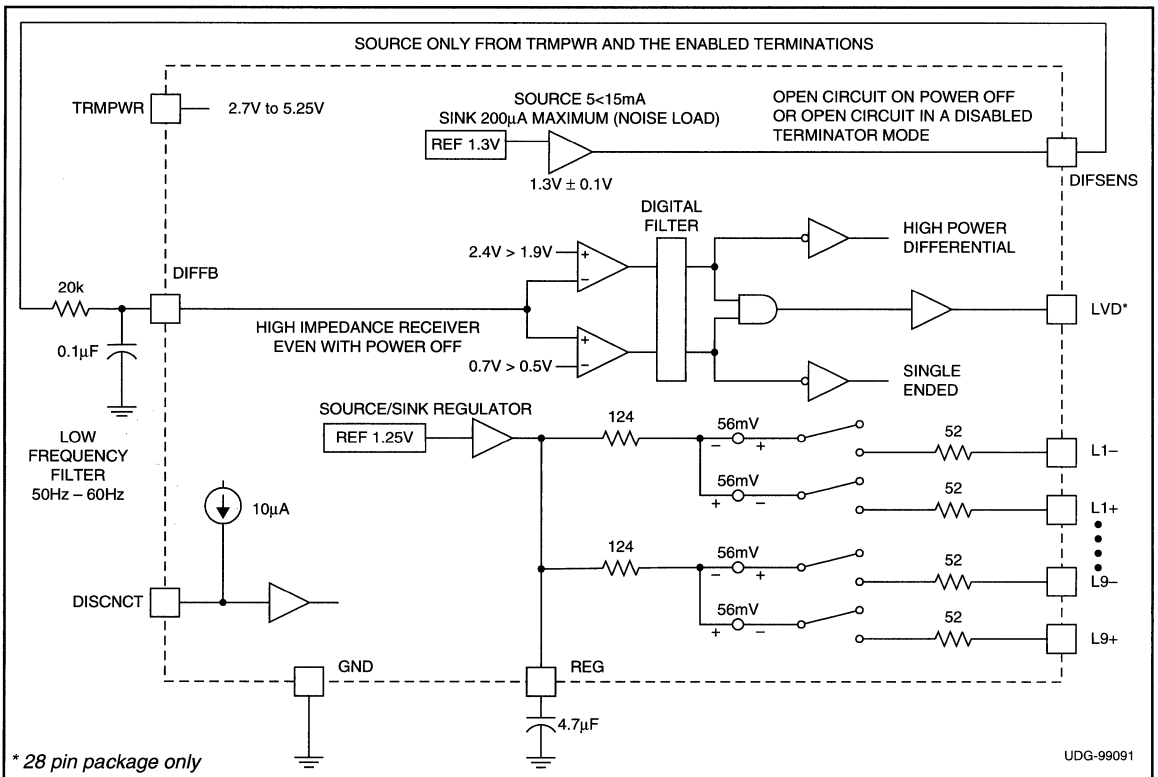 SOURCE ONLY FROM TRMPWR AND THE ENABLED TERMINATIONS
TRMPWR
2.7V to 5.25V
SOURCE 5<15mA
SINK 200μA MAXIMUM (NOISE LOAD)
REF 1.3V
1.3V ± 0.1V
OPEN CIRCUIT ON POWER OFF
OR OPEN CIRCUIT IN A DISABLED
TERMINATOR MODE
DIFSENS
DIGITAL
FILTER
2.4V > 1.9V
+
–
HIGH POWER
DIFFERENTIAL
20k
DIFFB
0.1μF
HIGH IMPEDANCE RECEIVER
EVEN WITH POWER OFF
+
–
0.7V > 0.5V
LVD*
SINGLE
ENDED
LOW
FREQUENCY
FILTER
50Hz – 60Hz
SOURCE/SINK REGULATOR
REF 1.25V
124
56mV
– +
52
L1–
56mV
+ –
52
L1+
10μA
124
56mV
– +
52
L9–
56mV
+ –
52
L9+
DISCNCT
GND
REG
4.7μF
* 28 pin package only
UDG-99091